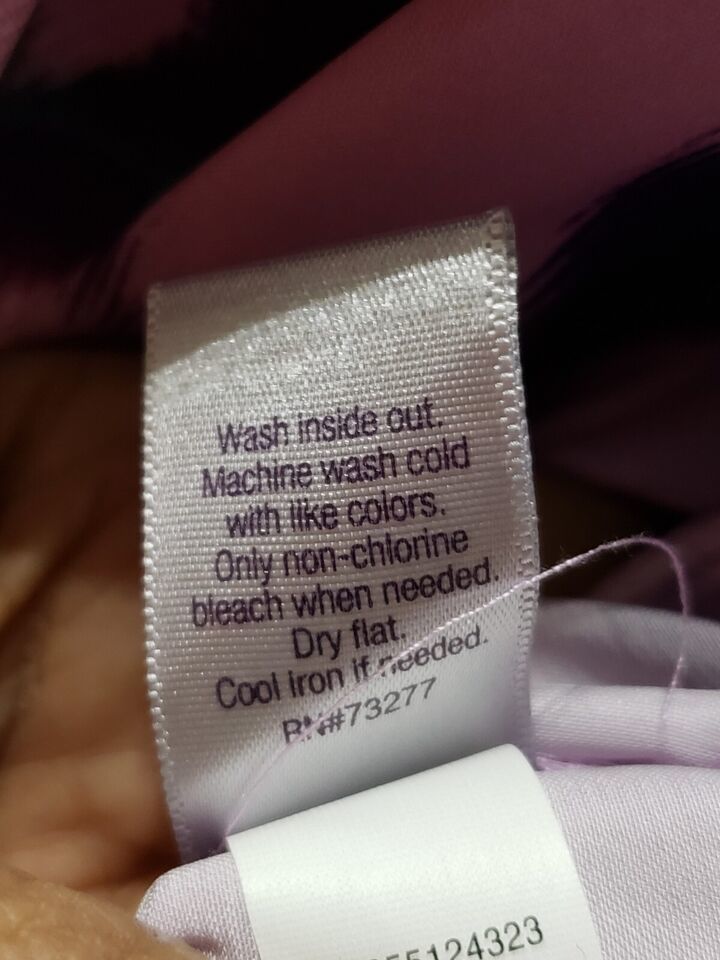 Wash inside out.
Machine wash cold
with like colors.
Only non-chlorine
bleach when needed.
Dry flat.
Cool iron if needed.
RN#73277
55124323